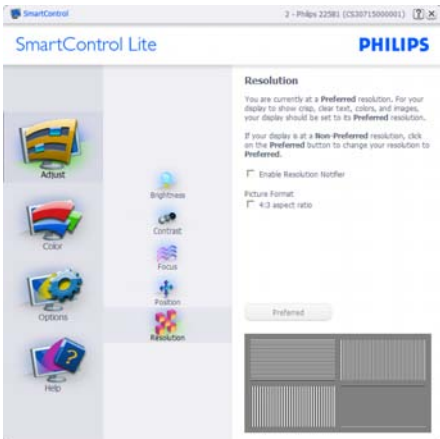 SmartControl
2 - Philips 225B1 (CS30715000001)
SmartControl Lite
PHILIPS
Adjust
Color
Options
Help
Brightness
Contrast
Focus
Position
Resolution
Resolution
You are currently at a Preferred resolution. For your
display to show crisp, clear text, colors, and images,
your display should be set to its Preferred resolution.
If your display is at a Non-Preferred resolution, click
on the Preferred button to change your resolution to
Preferred.
Enable Resolution Notifier
Picture Format
4:3 aspect ratio
Preferred